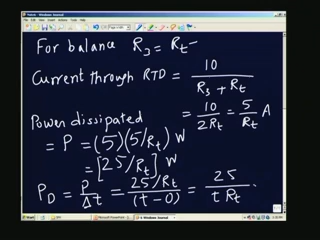 For balance R3 = Rt
Current through RTD = 10 / (R3 + Rt)
= 10 / 2Rt = 5 / Rt A
Power dissipated
= P = (5)(5/Rt) W
= [25/Rt] W
PD = P / Δt = 25/Rt / (t-0) = 25 / t Rt